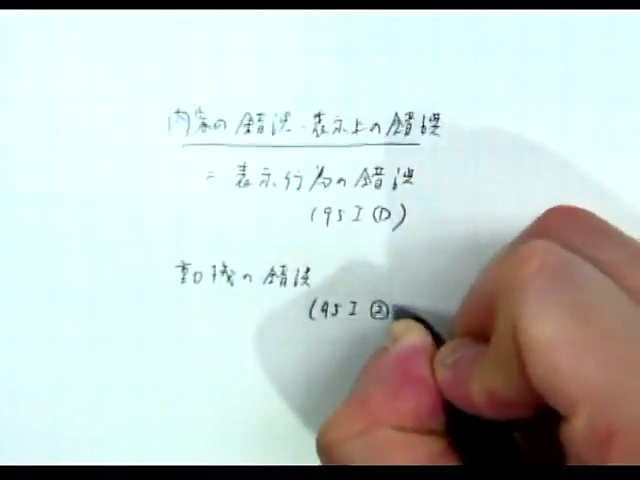 内容の錯誤・表示上の錯誤
= 表示行為の錯誤
(95 I ①)
動機の錯誤
(95 I ②